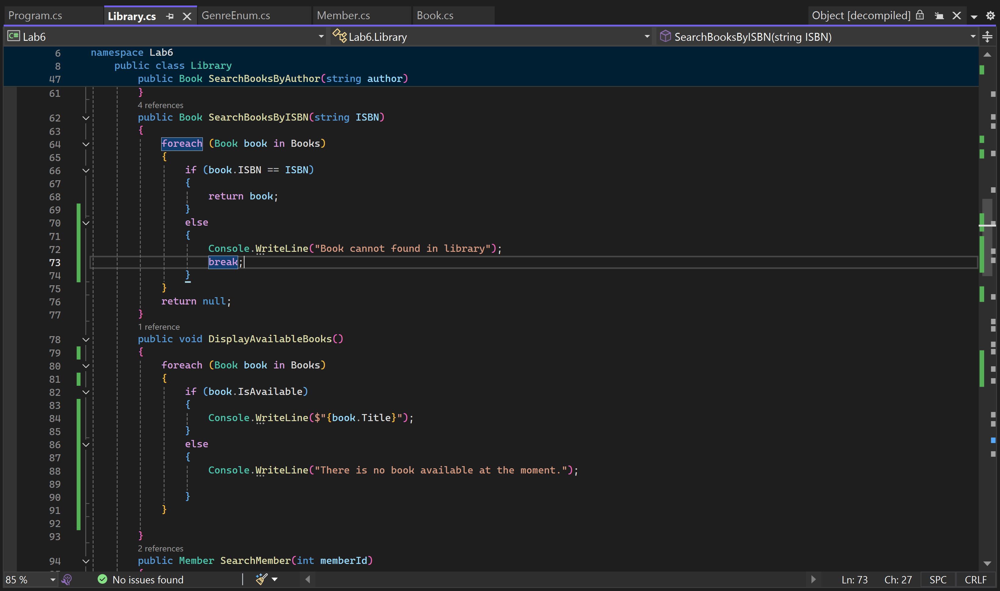 Program.cs Library.cs GenreEnum.cs Member.cs Book.cs Object [decompiled]
C# Lab6 Lab6.Library SearchBooksByISBN(string ISBN)
6 namespace Lab6
8 public class Library
47 public Book SearchBooksByAuthor(string author)
61 }
4 references
62 public Book SearchBooksByISBN(string ISBN)
63 {
64 foreach (Book book in Books)
65 {
66 if (book.ISBN == ISBN)
67 {
68 return book;
69 }
70 else
71 {
72 Console.WriteLine("Book cannot found in library");
73 break;
74 }
75 }
76 return null;
77 }
1 reference
78 public void DisplayAvailableBooks()
79 {
80 foreach (Book book in Books)
81 {
82 if (book.IsAvailable)
83 {
84 Console.WriteLine($"{book.Title}");
85 }
86 else
87 {
88 Console.WriteLine("There is no book available at the moment.");
89
90 }
91 }
92
93 }
2 references
94 public Member SearchMember(int memberId)
85 % No issues found Ln: 73 Ch: 27 SPC CRLF